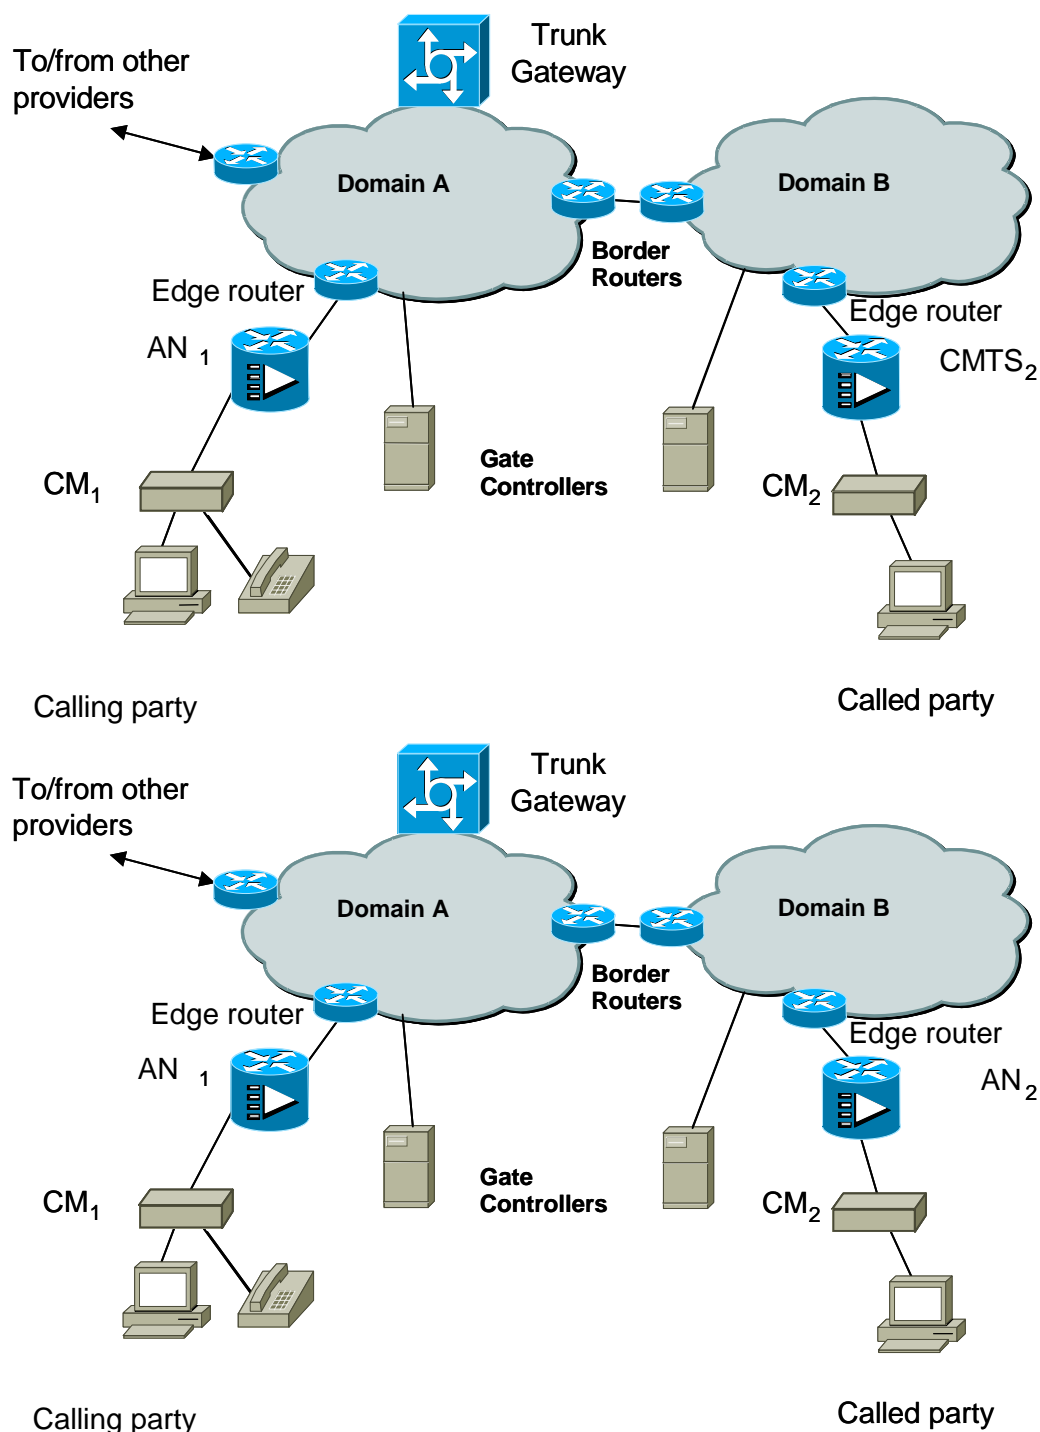 Trunk
Gateway
To/from other
providers
Domain A
Domain B
Border
Routers
Edge router
Edge router
AN 1
CMTS2
Gate
Controllers
CM1
CM2
Calling party
Called party
Trunk
Gateway
To/from other
providers
Domain A
Domain B
Border
Routers
Edge router
Edge router
AN 1
AN2
Gate
Controllers
CM1
CM2
Calling party
Called party